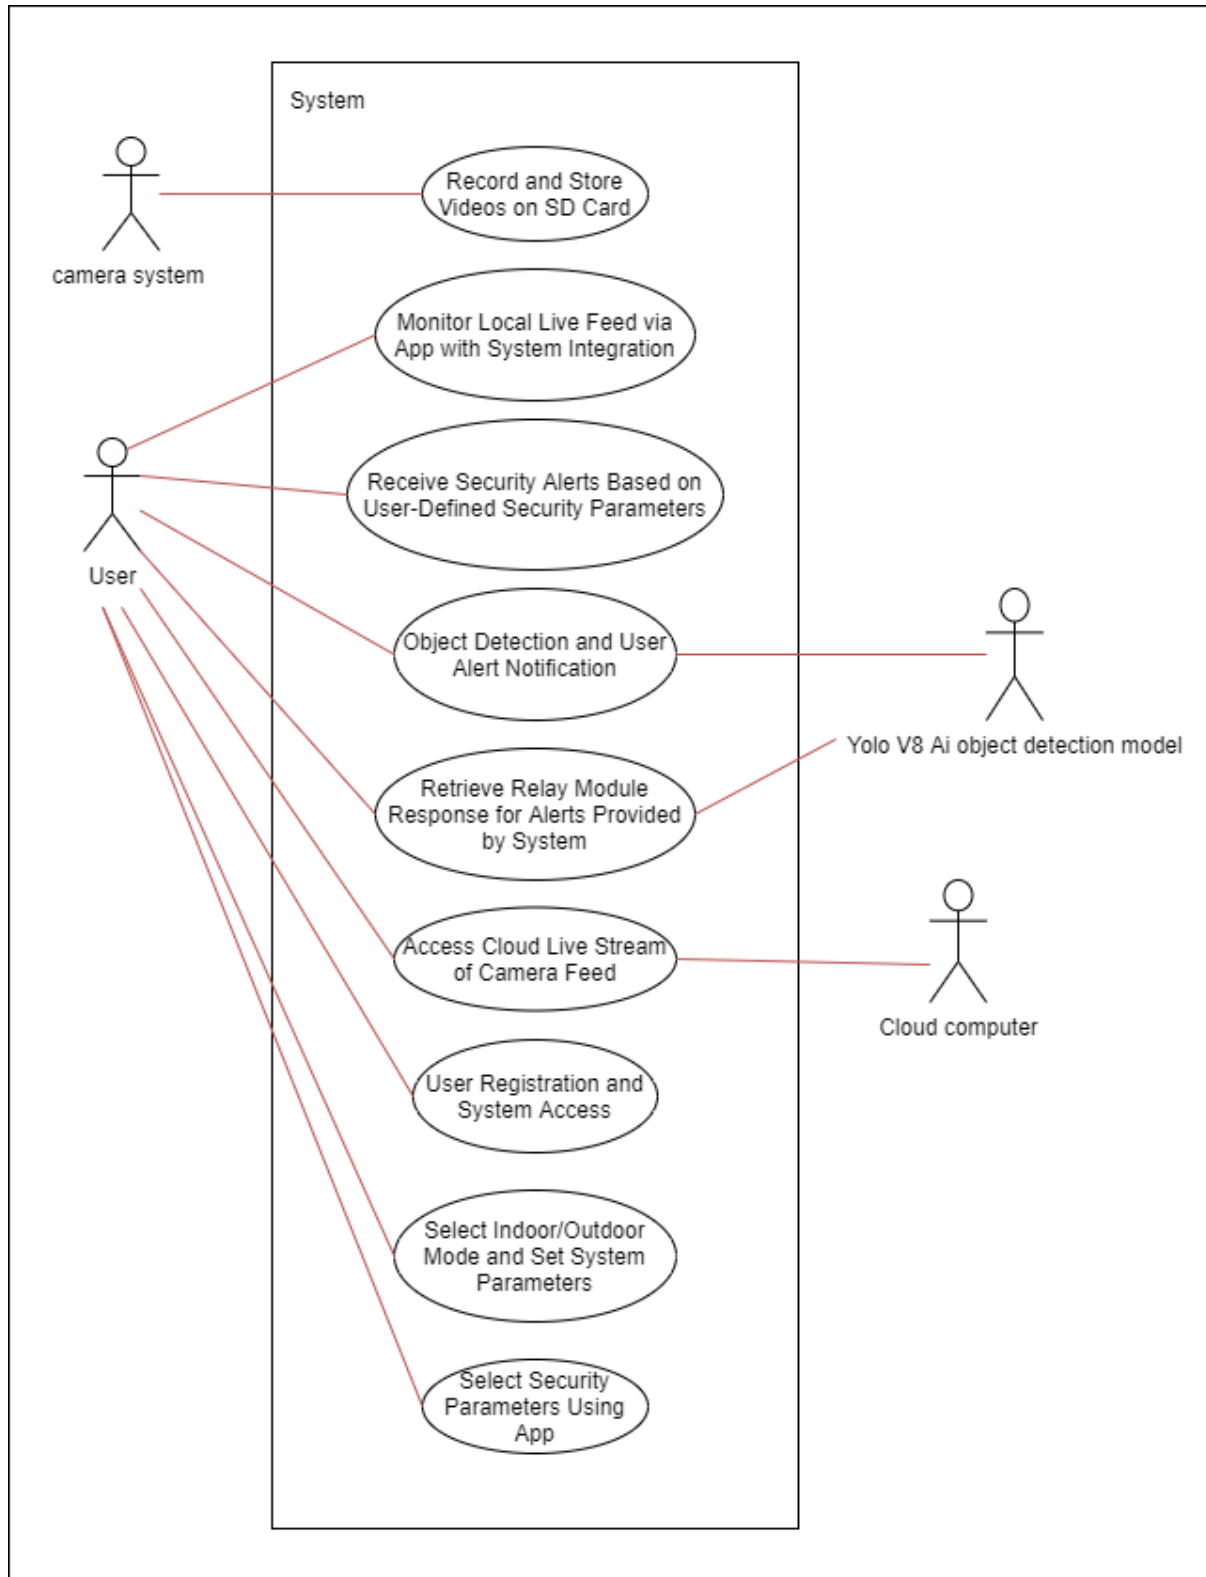 System
Record and Store
Videos on SD Card
camera system
Monitor Local Live Feed via
App with System Integration
Receive Security Alerts Based on
User-Defined Security Parameters
User
Object Detection and User
Alert Notification
Yolo V8 Ai object detection model
Retrieve Relay Module
Response for Alerts Provided
by System
Access Cloud Live Stream
of Camera Feed
Cloud computer
User Registration and
System Access
Select Indoor/Outdoor
Mode and Set System
Parameters
Select Security
Parameters Using
App